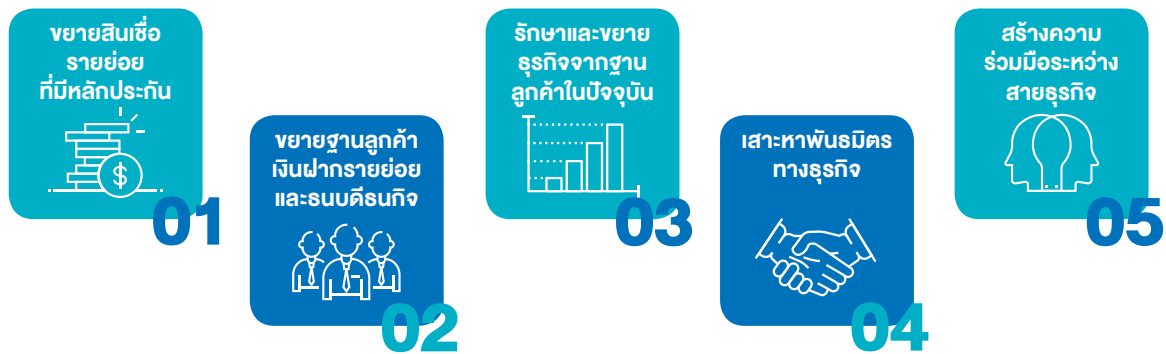 ขยายสินเชื่อ
รายย่อย
ที่มีหลักประกัน
$
01
ขยายฐานลูกค้า
เงินฝากรายย่อย
และธนบดีธนกิจ
02
รักษาและขยาย
ธุรกิจจากฐาน
ลูกค้าในปัจจุบัน
03
เสาะหาพันธมิตร
ทางธุรกิจ
04
สร้างความ
ร่วมมือระหว่าง
สายธุรกิจ
05